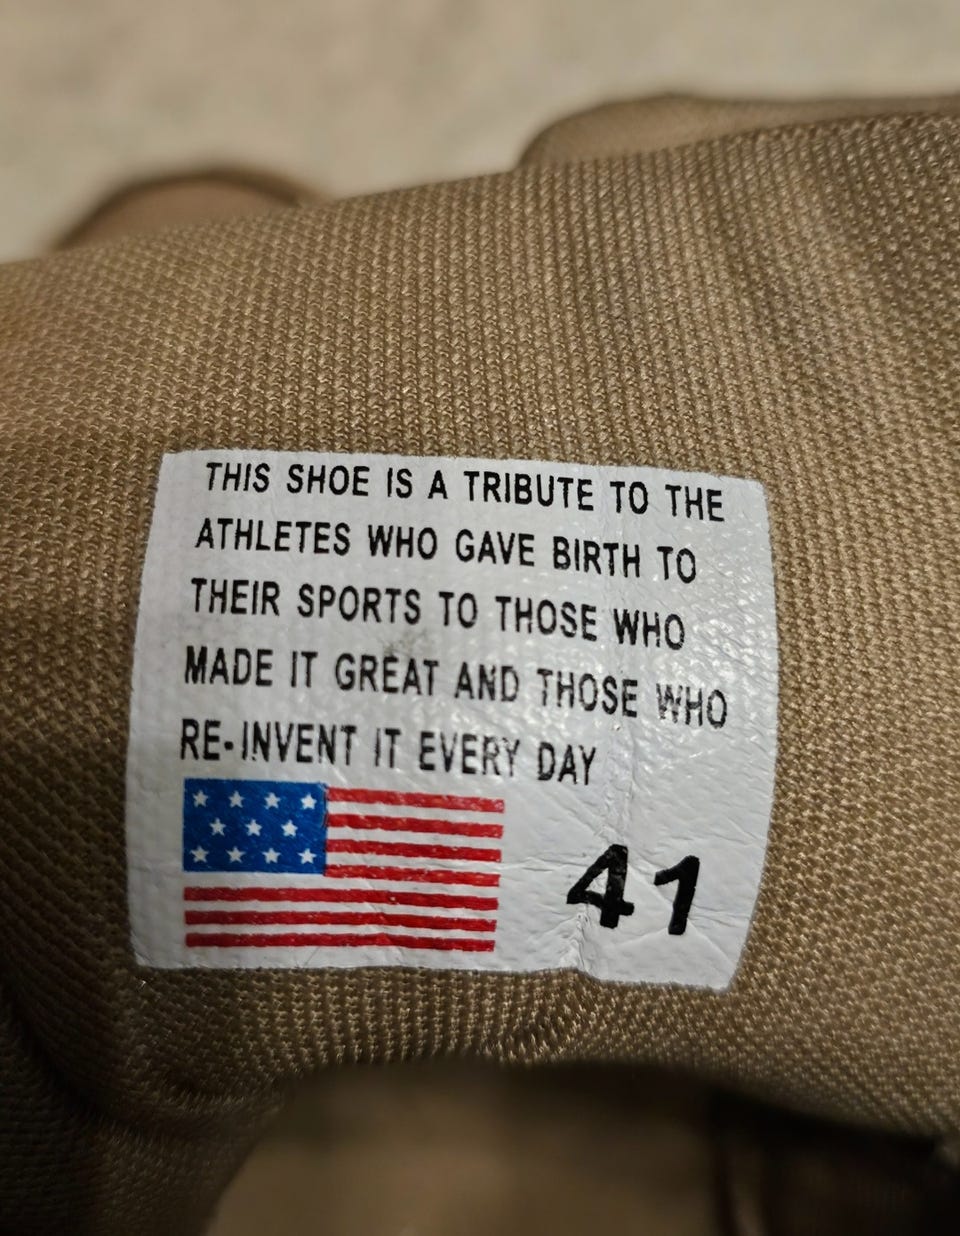 THIS SHOE IS A TRIBUTE TO THE
ATHLETES WHO GAVE BIRTH TO
THEIR SPORTS TO THOSE WHO
MADE IT GREAT AND THOSE WHO
RE-INVENT IT EVERY DAY
41